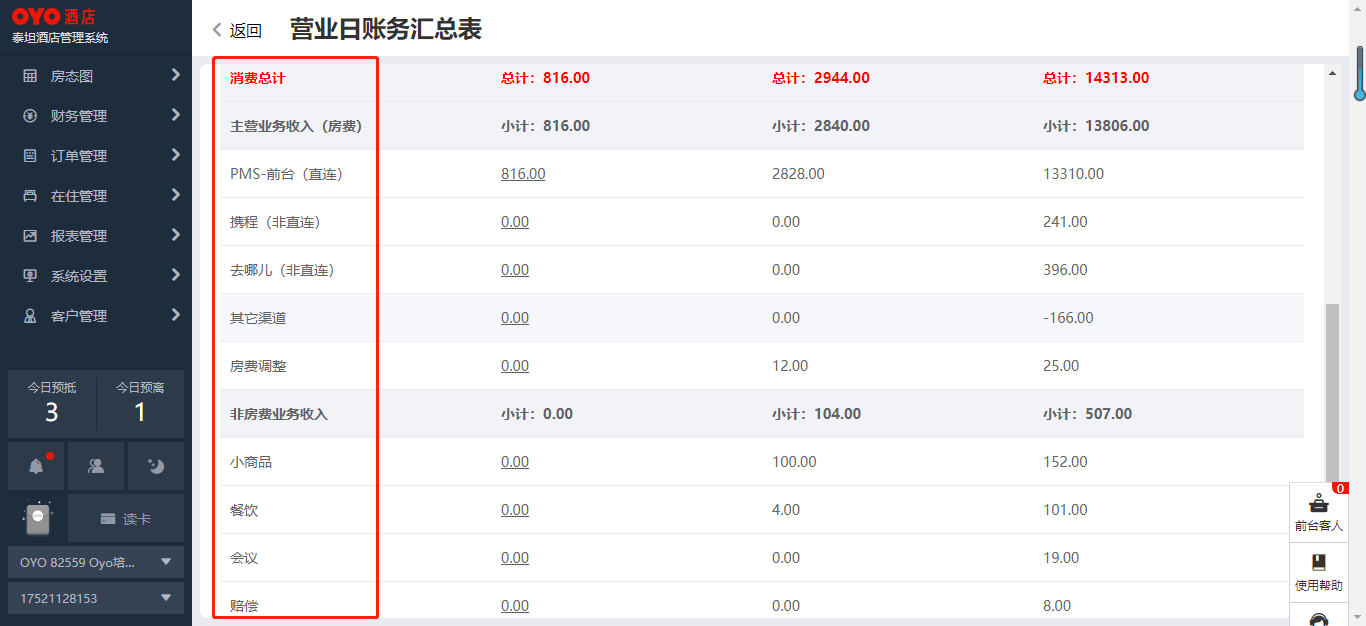 OYO 酒店
泰坦酒店管理系统
房态图
财务管理
订单管理
在住管理
报表管理
系统设置
客户管理
今日预抵 今日预离
3 1
读卡
OYO 82559 Oyo培...
17521128153
返回 营业日账务汇总表
消费总计 总计：816.00 总计：2944.00 总计：14313.00
主营业务收入（房费） 小计：816.00 小计：2840.00 小计：13806.00
PMS-前台（直连） 816.00 2828.00 13310.00
携程（非直连） 0.00 0.00 241.00
去哪儿（非直连） 0.00 0.00 396.00
其它渠道 0.00 0.00 -166.00
房费调整 0.00 12.00 25.00
非房费业务收入 小计：0.00 小计：104.00 小计：507.00
小商品 0.00 100.00 152.00
餐饮 0.00 4.00 101.00
会议 0.00 0.00 19.00
赔偿 0.00 0.00 8.00
0
前台客人
使用帮助